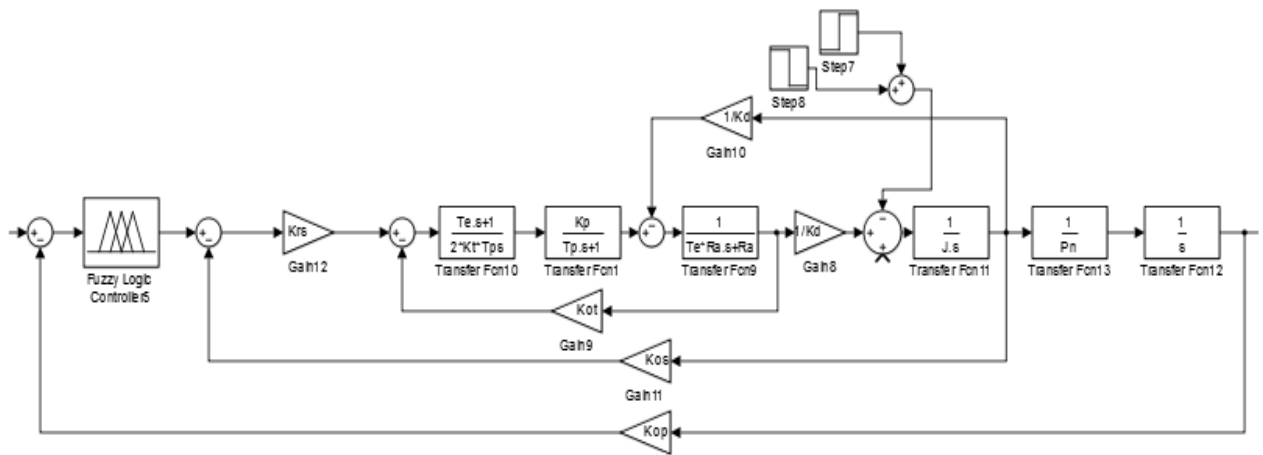 Step7
Step8
1/Kd
Gain10
Fuzzy Logic
Controller5
Krs
Gain12
Te.s+1
2*Kt*Tps
Transfer Fcn10
Kp
Tp.s+1
Transfer Fcn1
1
Te*Ra.s+Ra
Transfer Fcn9
1/Kd
Gain8
1
J.s
Transfer Fcn11
1
Pn
Transfer Fcn13
1
s
Transfer Fcn12
Kot
Gain9
Kos
Gain11
Kop